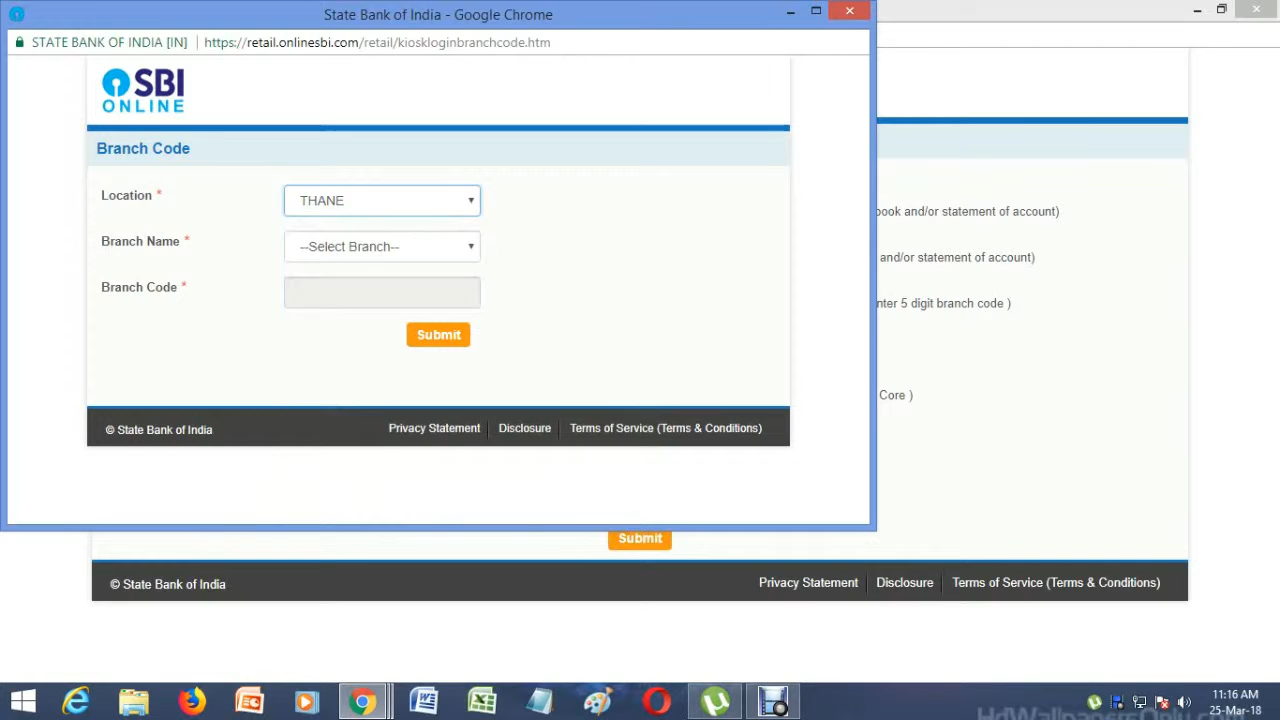 State Bank of India - Google Chrome
STATE BANK OF INDIA [IN] https://retail.onlinesbi.com/retail/kioskloginbranchcode.htm
SBI
ONLINE
Branch Code
Location *
THANE
Branch Name *
--Select Branch--
Branch Code *
Submit
© State Bank of India
Privacy Statement
Disclosure
Terms of Service (Terms & Conditions)
book and/or statement of account)
and/or statement of account)
nter 5 digit branch code )
Core )
Submit
© State Bank of India
Privacy Statement
Disclosure
Terms of Service (Terms & Conditions)
11:16 AM
25-Mar-18